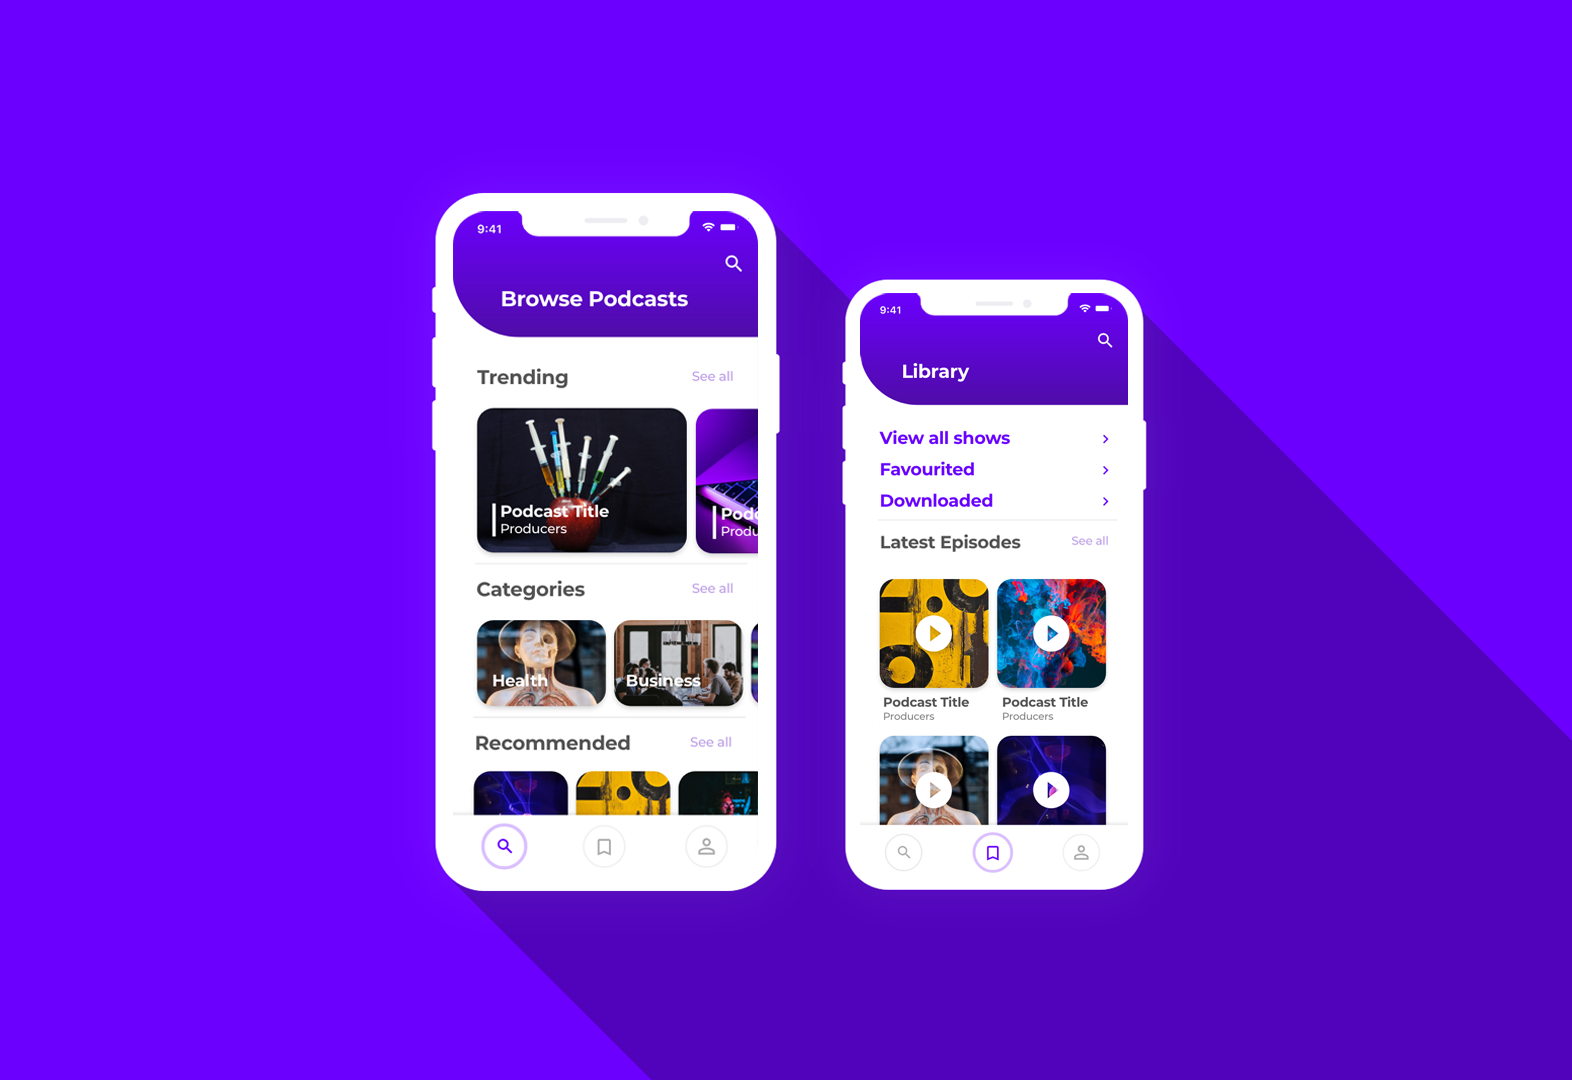 9:41
Browse Podcasts
Trending
See all
Podcast Title
Producers
Podc
Produ
Categories
See all
Health
Business
Recommended
See all
9:41
Library
View all shows
Favourited
Downloaded
Latest Episodes
See all
Podcast Title
Producers
Podcast Title
Producers